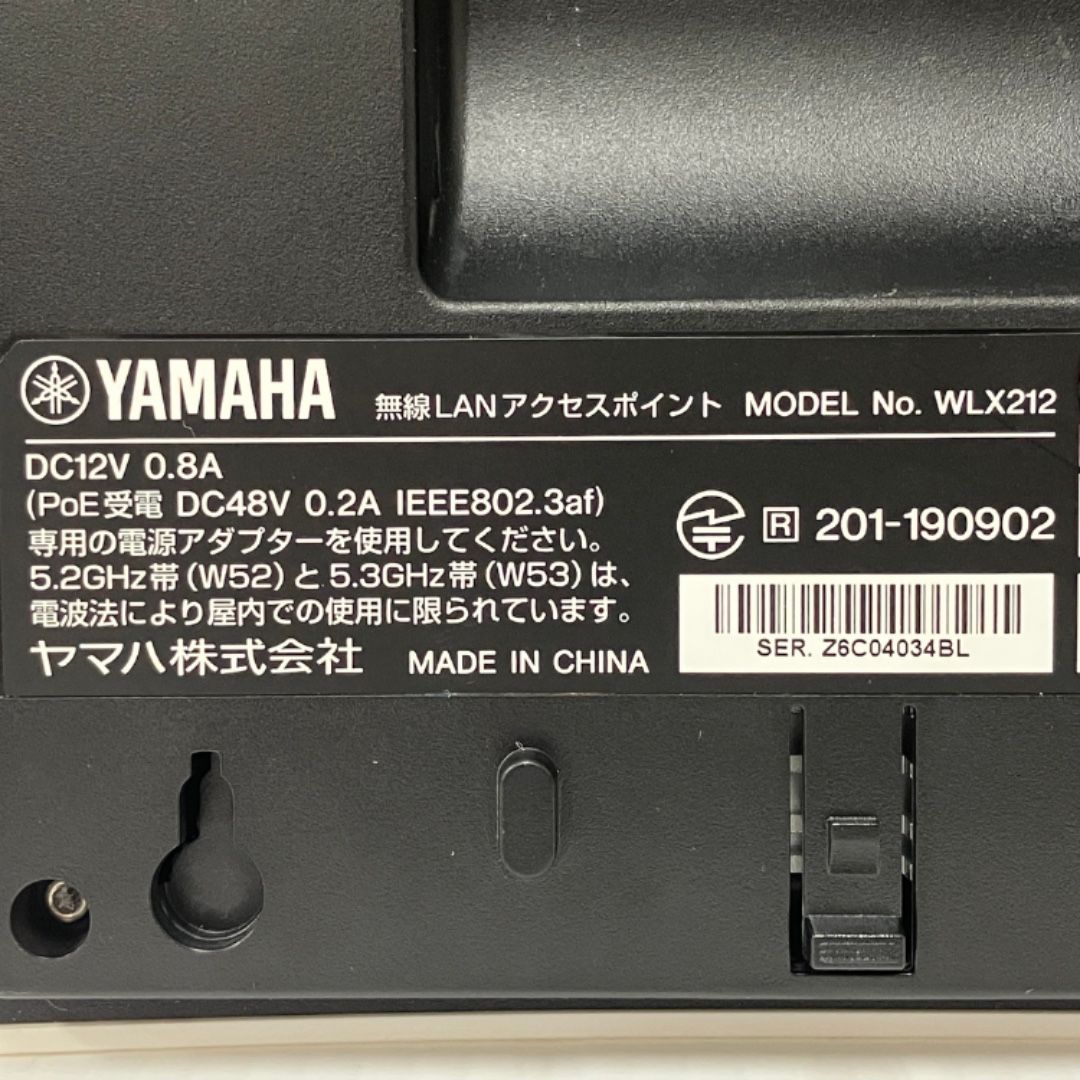 YAMAHA 無線LANアクセスポイント MODEL No. WLX212
DC12V 0.8A
(PoE受電 DC48V 0.2A IEEE802.3af)
専用の電源アダプターを使用してください。
5.2GHz帯(W52)と5.3GHz帯(W53)は、
電波法により屋内での使用に限られています。
ヤマハ株式会社 MADE IN CHINA
R 201-190902
SER. Z6C04034BL